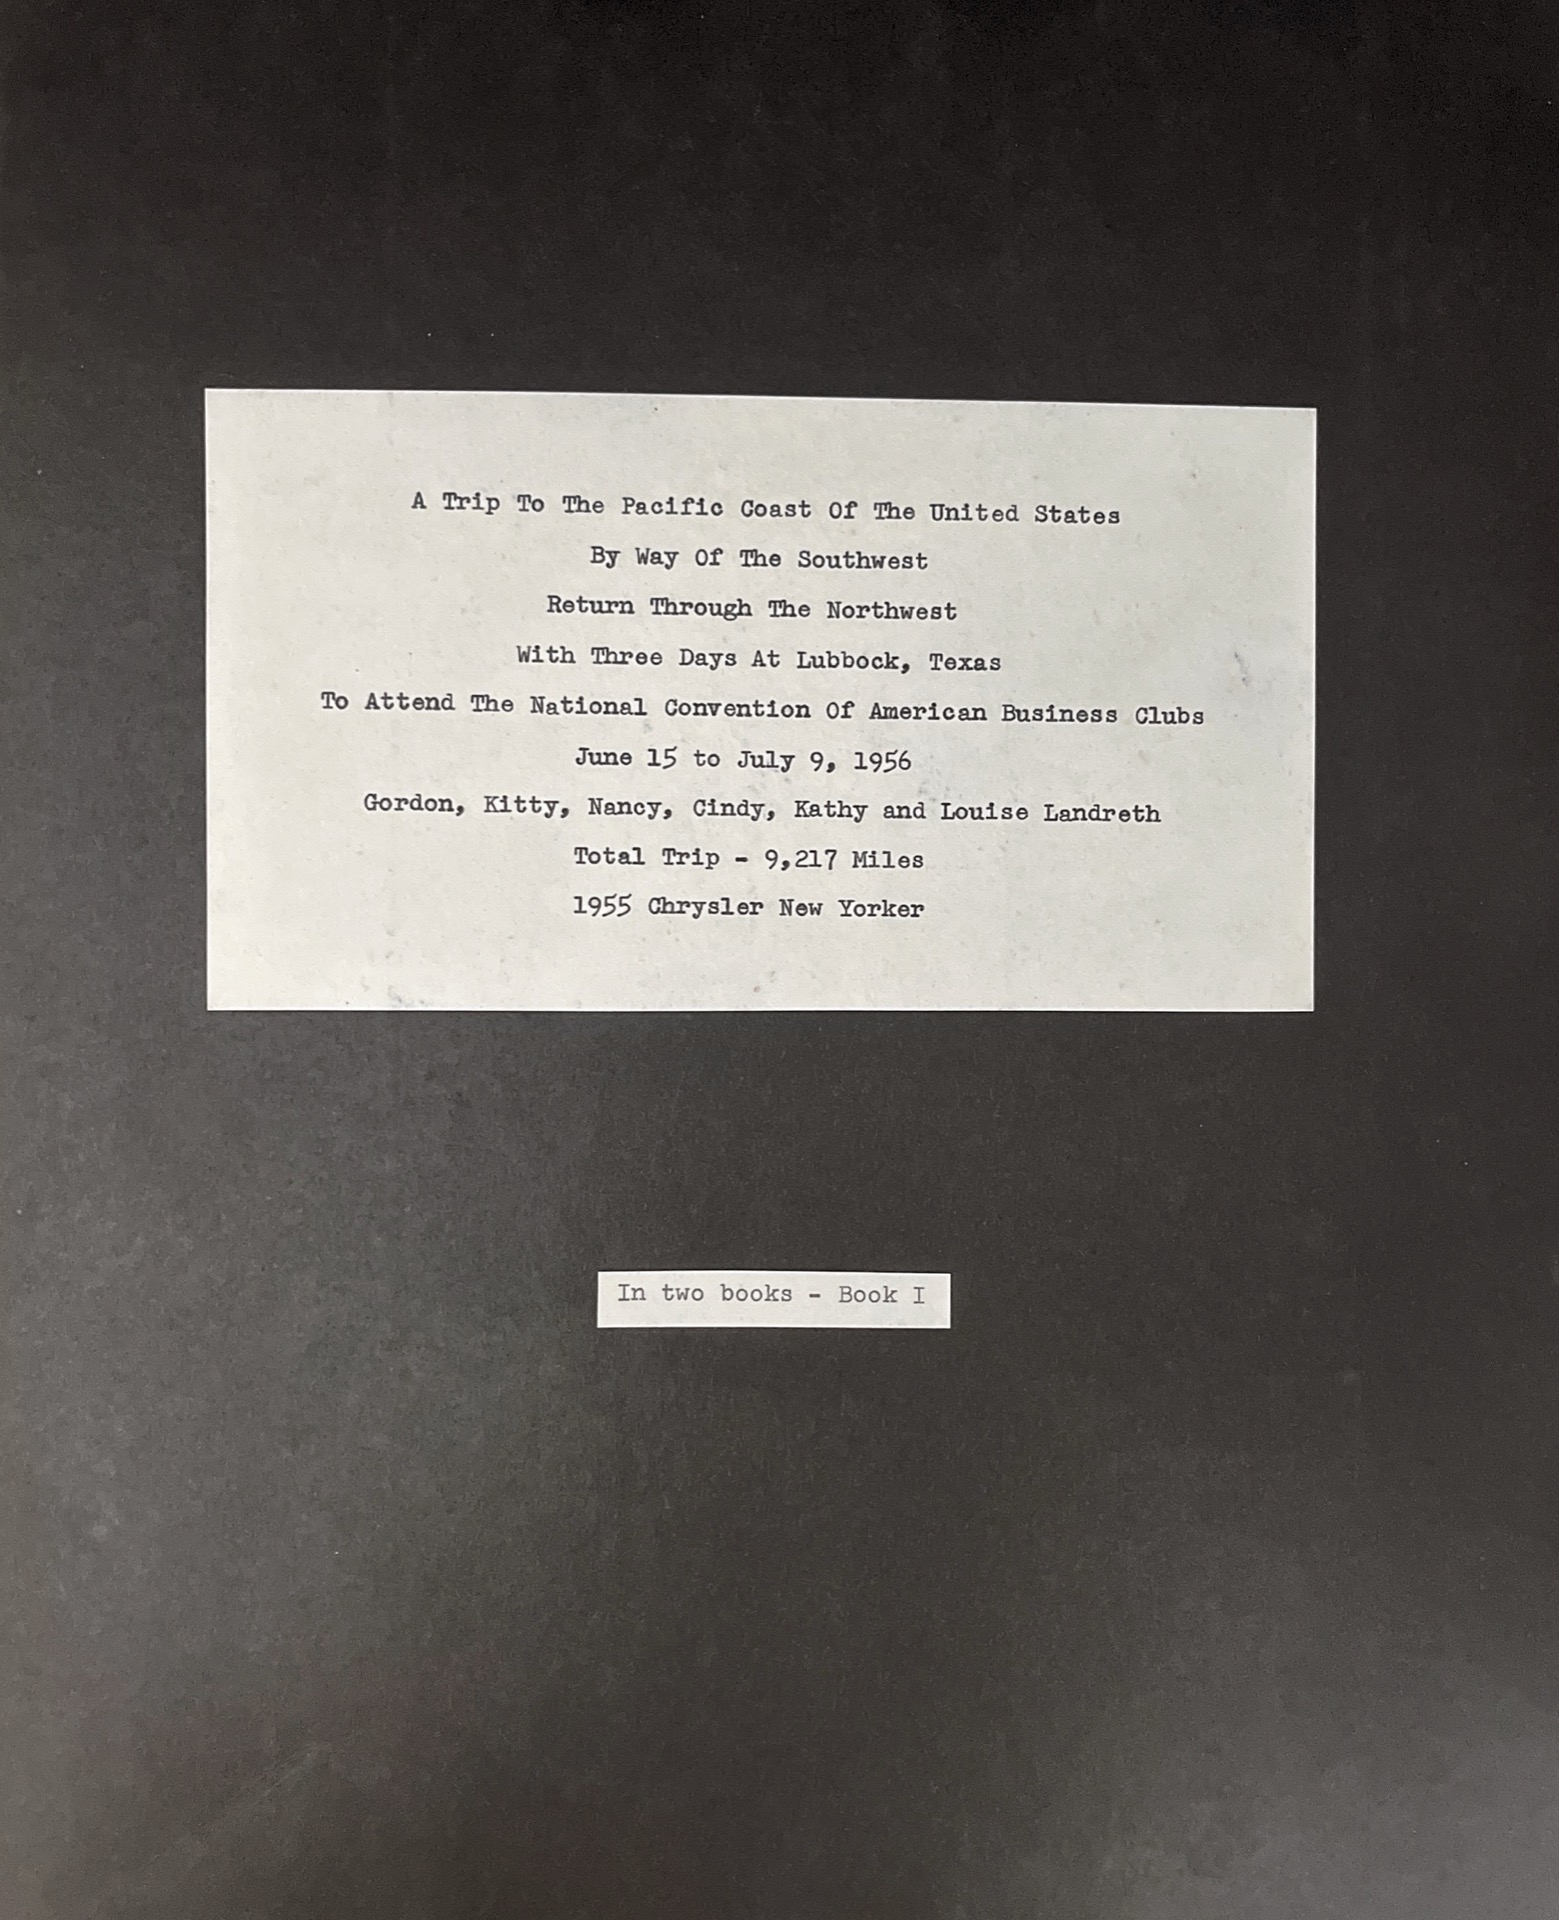 A Trip To The Pacific Coast Of The United States
By Way Of The Southwest
Return Through The Northwest
With Three Days At Lubbock, Texas
To Attend The National Convention Of American Business Clubs
June 15 to July 9, 1956
Gordon, Kitty, Nancy, Cindy, Kathy and Louise Landreth
Total Trip - 9,217 Miles
1955 Chrysler New Yorker
In two books - Book I